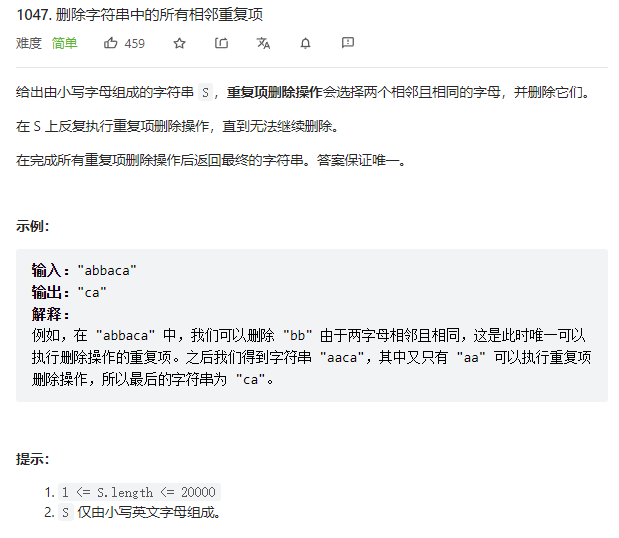 1047. 删除字符串中的所有相邻重复项
难度 简单 459
给出由小写字母组成的字符串 S，重复项删除操作会选择两个相邻且相同的字母，并删除它们。
在 S 上反复执行重复项删除操作，直到无法继续删除。
在完成所有重复项删除操作后返回最终的字符串。答案保证唯一。
示例：
输入："abbaca"
输出："ca"
解释：
例如，在 "abbaca" 中，我们可以删除 "bb" 由于两字母相邻且相同，这是此时唯一可以
执行删除操作的重复项。之后我们得到字符串 "aaca"，其中又只有 "aa" 可以执行重复项
删除操作，所以最后的字符串为 "ca"。
提示：
1. 1 <= S.length <= 20000
2. S 仅由小写英文字母组成。